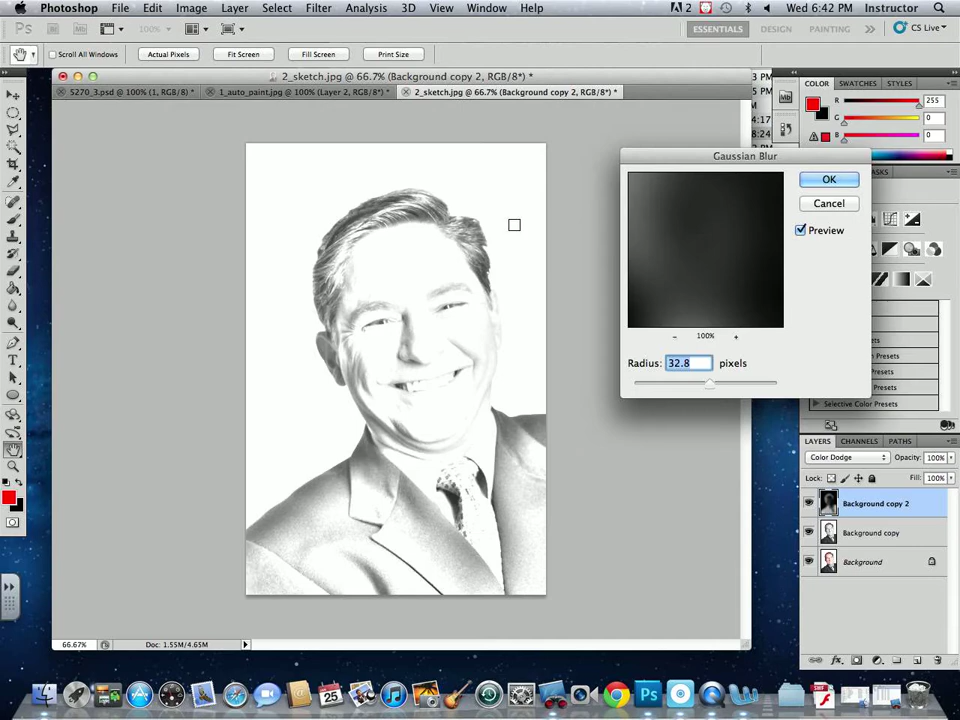 Photoshop File Edit Image Layer Select Filter Analysis 3D View Window Help
2 Wed 6:42 PM Instructor
Ps 100% ESSENTIALS DESIGN PAINTING >> CS Live
Scroll All Windows Actual Pixels Fit Screen Fill Screen Print Size
2_sketch.jpg @ 66.7% (Background copy 2, RGB/8*) *
5270_3.psd @ 100% (1, RGB/8) * 1_auto_paint.jpg @ 100% (Layer 2, RGB/8*) * 2_sketch.jpg @ 66.7% (Background copy 2, RGB/8*) *
COLOR SWATCHES STYLES
R 255
G 0
B 0
Gaussian Blur
OK
Cancel
Preview
100%
Radius: 32.8 pixels
Selective Color Presets
LAYERS CHANNELS PATHS
Color Dodge Opacity: 100%
Lock: Fill: 100%
Background copy 2
Background copy
Background
66.67% Doc: 1.55M/4.65M